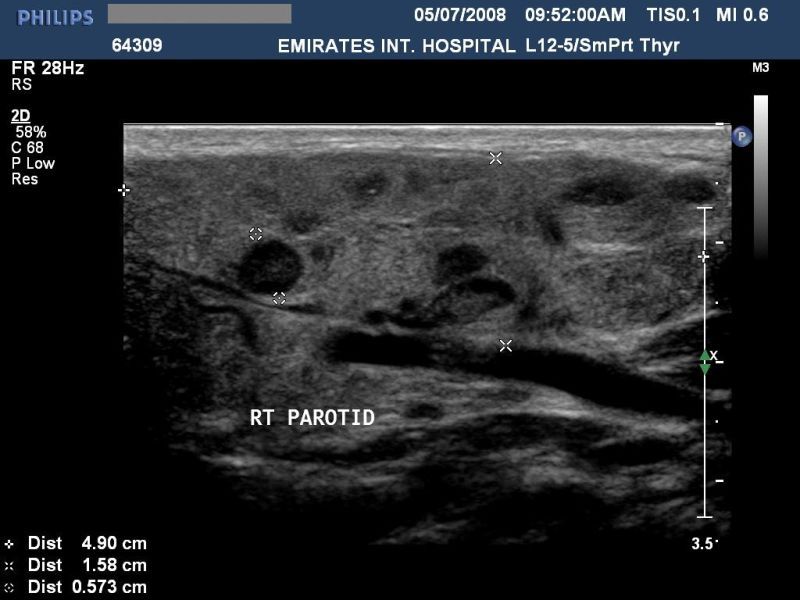 PHILIPS 05/07/2008 09:52:00AM TIS0.1 MI 0.6
64309 EMIRATES INT. HOSPITAL L12-5/SmPrt Thyr
FR 28Hz
RS
M3
2D
58%
C 68
P Low
Res
P
X
RT PAROTID
3.5
Dist 4.90 cm
Dist 1.58 cm
Dist 0.573 cm